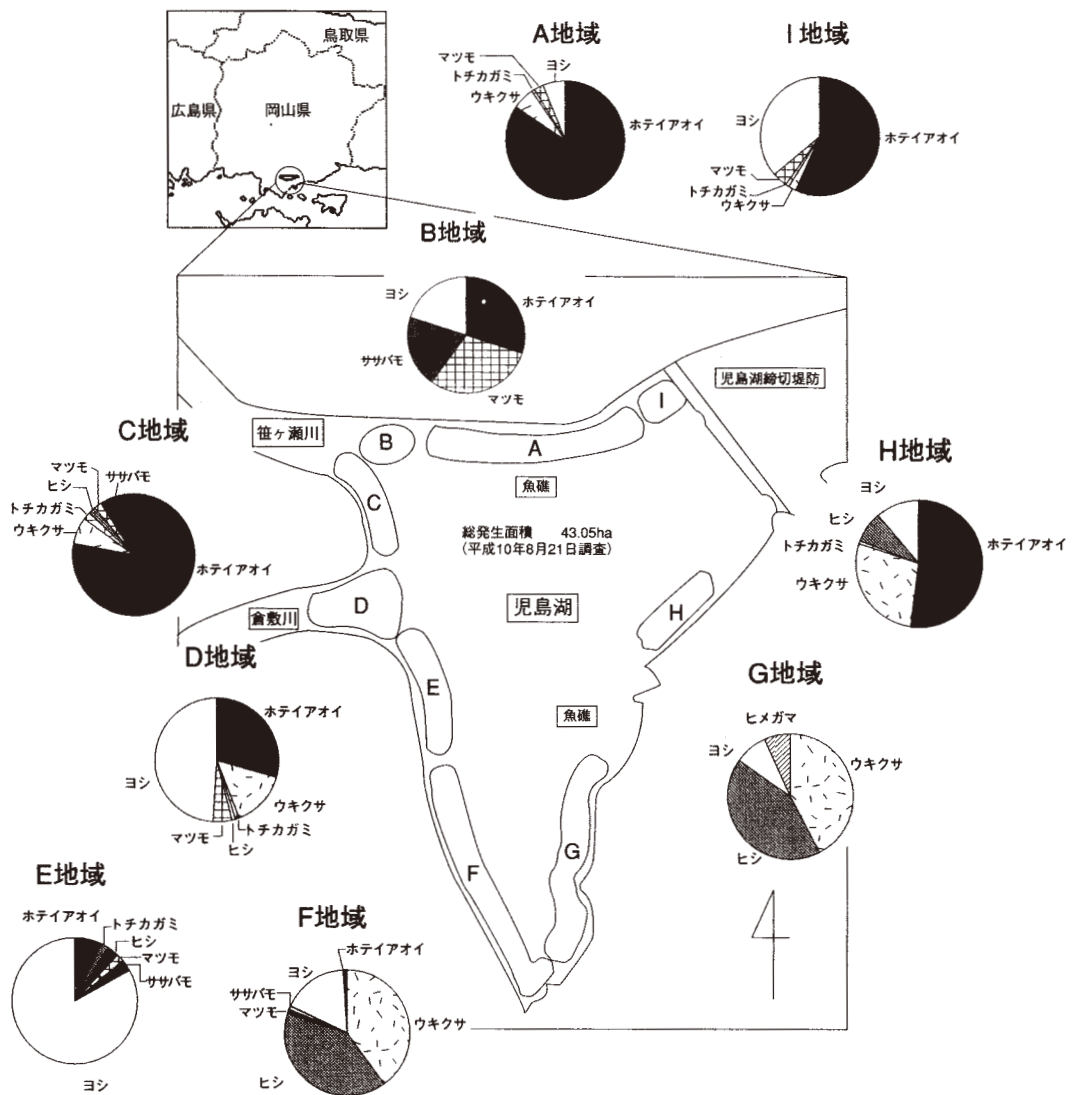 鳥取県
広島県
岡山県
A地域
マツモ
ヨシ
トチカガミ
ウキクサ
ホテイアオイ
I地域
ヨシ
ホテイアオイ
マツモ
トチカガミ
ウキクサ
B地域
ヨシ
ホテイアオイ
ササバモ
マツモ
児島湖締切堤防
C地域
マツモ
ササバモ
ヒシ
トチカガミ
ウキクサ
ホテイアオイ
笹ヶ瀬川
B
A
I
C
魚礁
総発生面積 43.05ha
(平成10年8月21日調査)
H地域
ヨシ
ヒシ
トチカガミ
ホテイアオイ
ウキクサ
倉敷川
D
児島湖
H
E
魚礁
F
G
D地域
ホテイアオイ
ヨシ
ウキクサ
トチカガミ
マツモ
ヒシ
G地域
ヒメガマ
ヨシ
ウキクサ
ヒシ
E地域
ホテイアオイ
トチカガミ
ヒシ
マツモ
ササバモ
ヨシ
F地域
ホテイアオイ
ヨシ
ササバモ
マツモ
ウキクサ
ヒシ